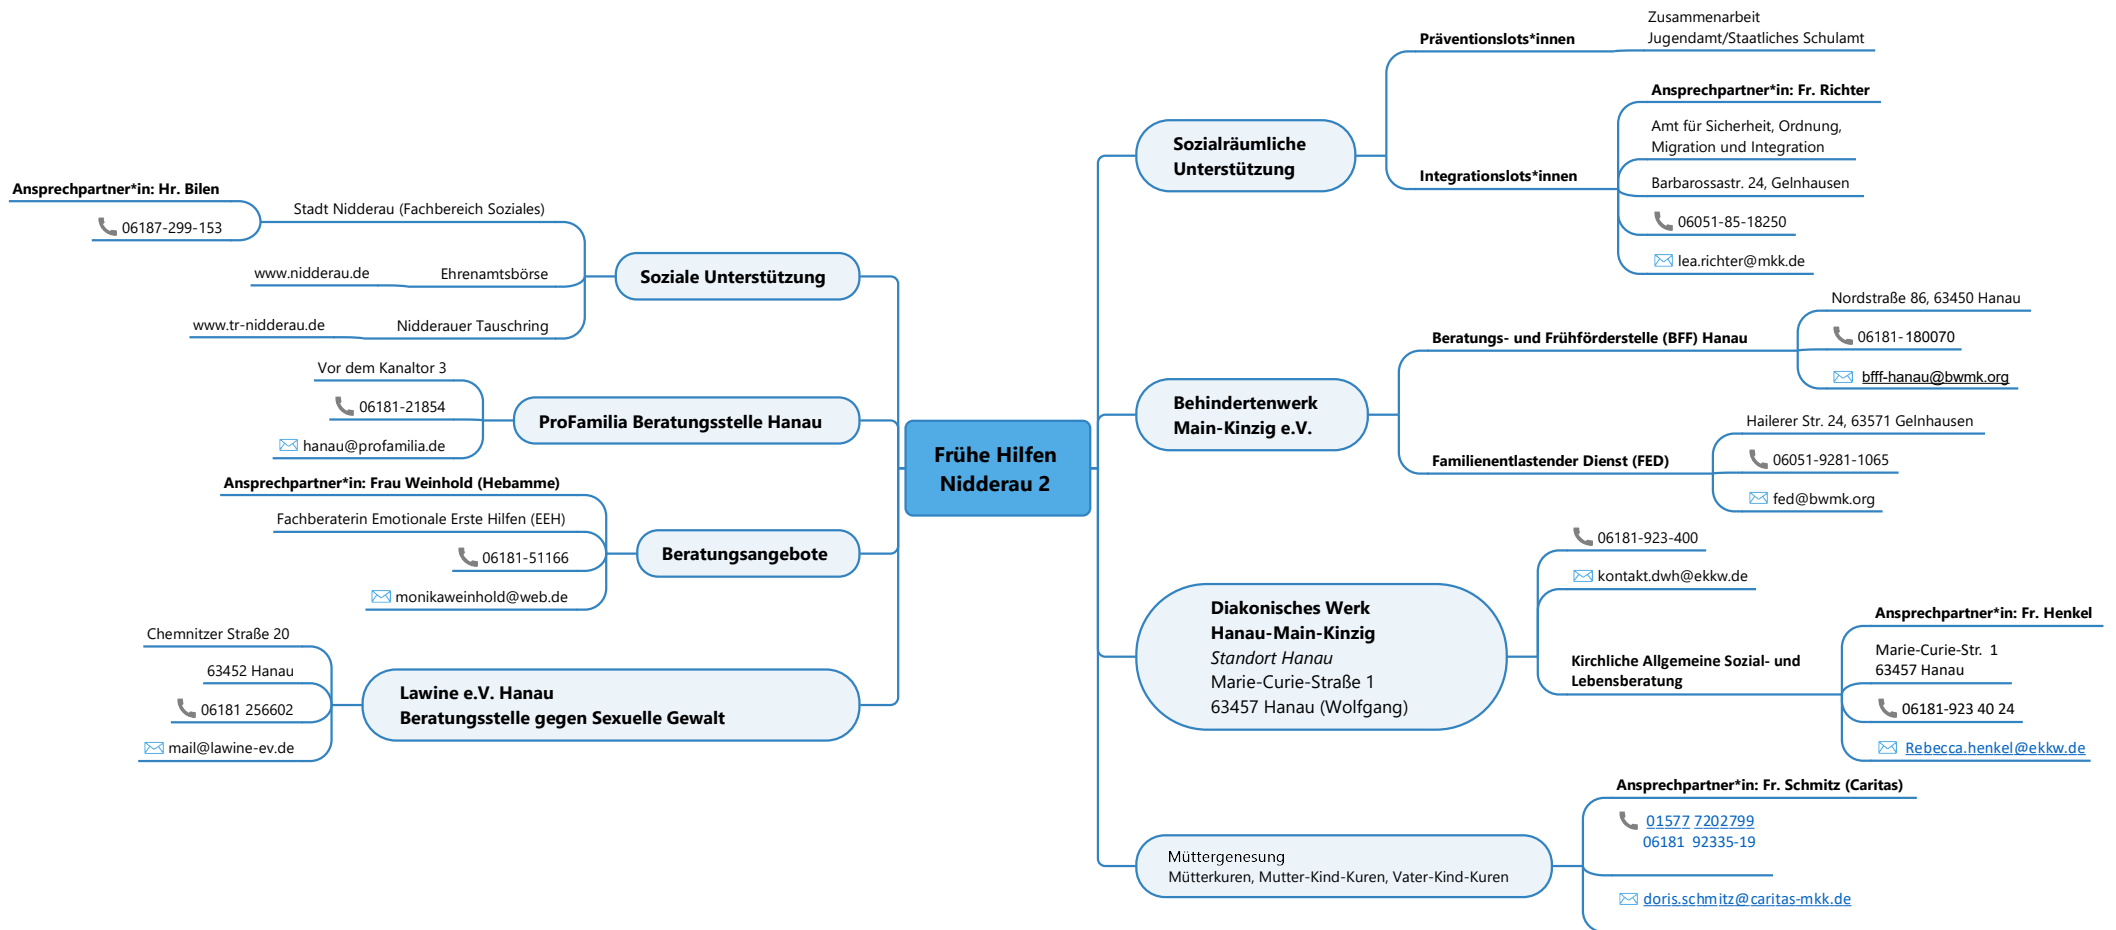 Frühe Hilfen
Nidderau 2
Soziale Unterstützung
Stadt Nidderau (Fachbereich Soziales)
Ansprechpartner*in: Hr. Bilen
06187-299-153
Ehrenamtsbörse
www.nidderau.de
Nidderauer Tauschring
www.tr-nidderau.de
ProFamilia Beratungsstelle Hanau
Vor dem Kanaltor 3
06181-21854
hanau@profamilia.de
Beratungsangebote
Ansprechpartner*in: Frau Weinhold (Hebamme)
Fachberaterin Emotionale Erste Hilfen (EEH)
06181-51166
monikaweinhold@web.de
Lawine e.V. Hanau
Beratungsstelle gegen Sexuelle Gewalt
Chemnitzer Straße 20
63452 Hanau
06181 256602
mail@lawine-ev.de
Sozialräumliche
Unterstützung
Präventionslots*innen
Zusammenarbeit
Jugendamt/Staatliches Schulamt
Integrationslots*innen
Ansprechpartner*in: Fr. Richter
Amt für Sicherheit, Ordnung,
Migration und Integration
Barbarossastr. 24, Gelnhausen
06051-85-18250
lea.richter@mkk.de
Behindertenwerk
Main-Kinzig e.V.
Beratungs- und Frühförderstelle (BFF) Hanau
Nordstraße 86, 63450 Hanau
06181-180070
bfff-hanau@bwmk.org
Familienentlastender Dienst (FED)
Hailerer Str. 24, 63571 Gelnhausen
06051-9281-1065
fed@bwmk.org
Diakonisches Werk
Hanau-Main-Kinzig
Standort Hanau
Marie-Curie-Straße 1
63457 Hanau (Wolfgang)
06181-923-400
kontakt.dwh@ekkw.de
Kirchliche Allgemeine Sozial- und
Lebensberatung
Ansprechpartner*in: Fr. Henkel
Marie-Curie-Str. 1
63457 Hanau
06181-923 40 24
Rebecca.henkel@ekkw.de
Müttergenesung
Mütterkuren, Mutter-Kind-Kuren, Vater-Kind-Kuren
Ansprechpartner*in: Fr. Schmitz (Caritas)
01577 7202799
06181 92335-19
doris.schmitz@caritas-mkk.de